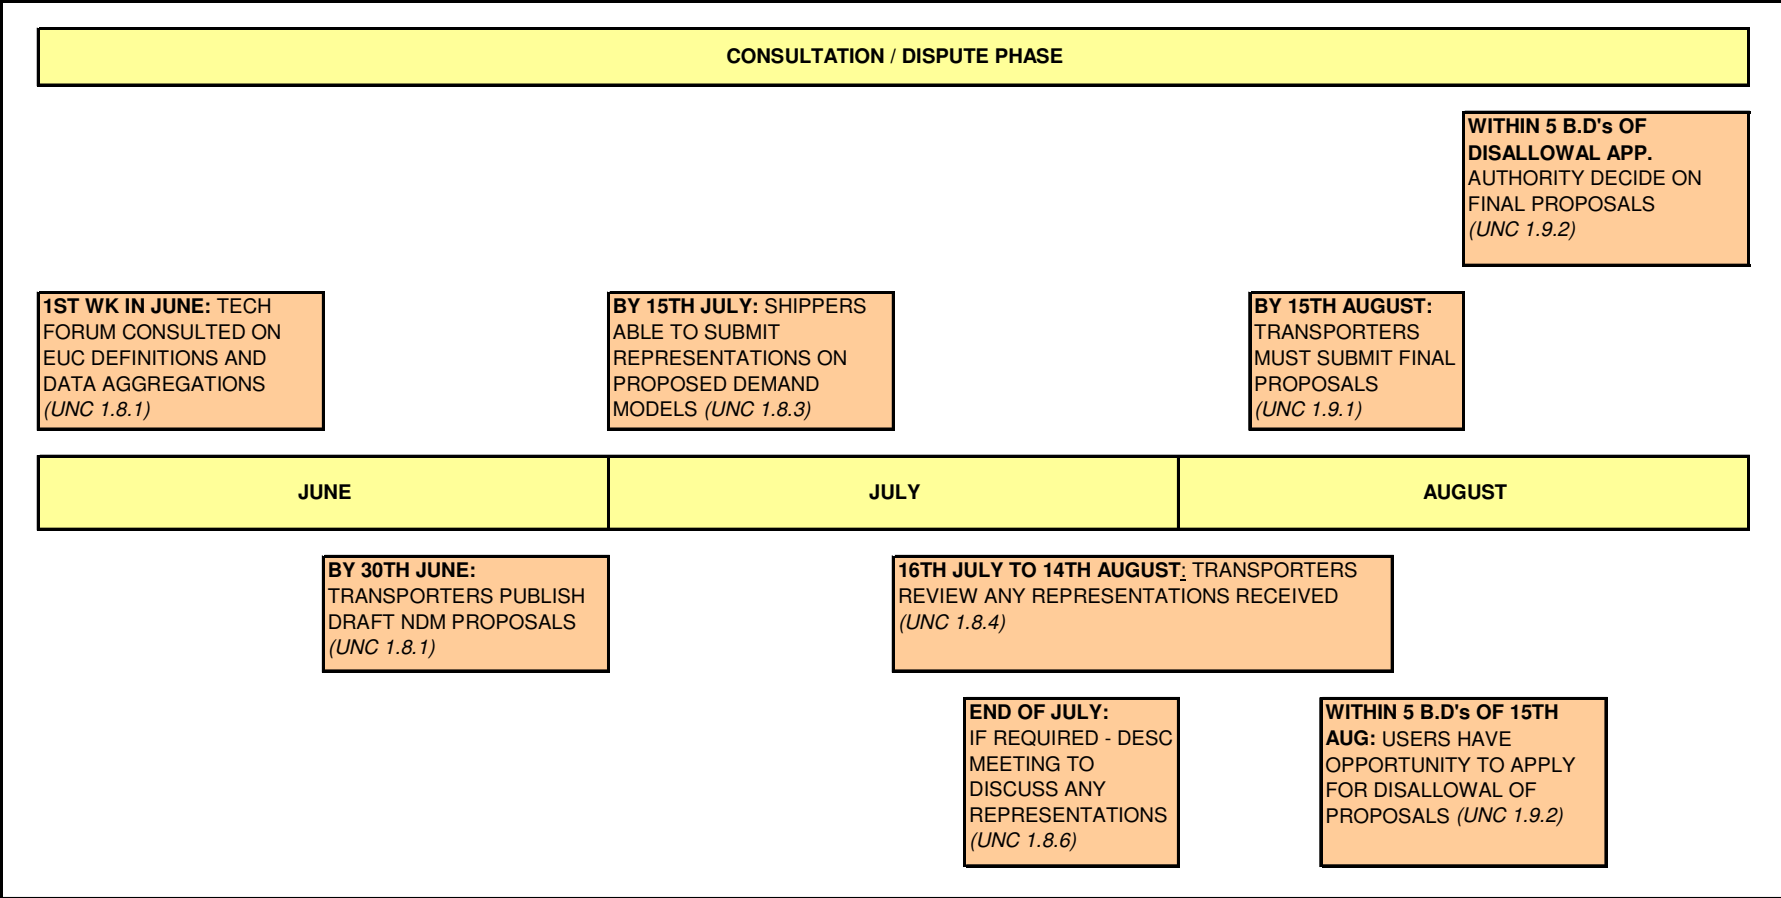 CONSULTATION / DISPUTE PHASE
WITHIN 5 B.D's OF
DISALLOWAL APP.
AUTHORITY DECIDE ON
FINAL PROPOSALS
(UNC 1.9.2)
1ST WK IN JUNE: TECH
FORUM CONSULTED ON
EUC DEFINITIONS AND
DATA AGGREGATIONS
(UNC 1.8.1)
BY 15TH JULY: SHIPPERS
ABLE TO SUBMIT
REPRESENTATIONS ON
PROPOSED DEMAND
MODELS (UNC 1.8.3)
BY 15TH AUGUST:
TRANSPORTERS
MUST SUBMIT FINAL
PROPOSALS
(UNC 1.9.1)
JUNE
JULY
AUGUST
BY 30TH JUNE:
TRANSPORTERS PUBLISH
DRAFT NDM PROPOSALS
(UNC 1.8.1)
16TH JULY TO 14TH AUGUST: TRANSPORTERS
REVIEW ANY REPRESENTATIONS RECEIVED
(UNC 1.8.4)
END OF JULY:
IF REQUIRED - DESC
MEETING TO
DISCUSS ANY
REPRESENTATIONS
(UNC 1.8.6)
WITHIN 5 B.D's OF 15TH
AUG: USERS HAVE
OPPORTUNITY TO APPLY
FOR DISALLOWAL OF
PROPOSALS (UNC 1.9.2)